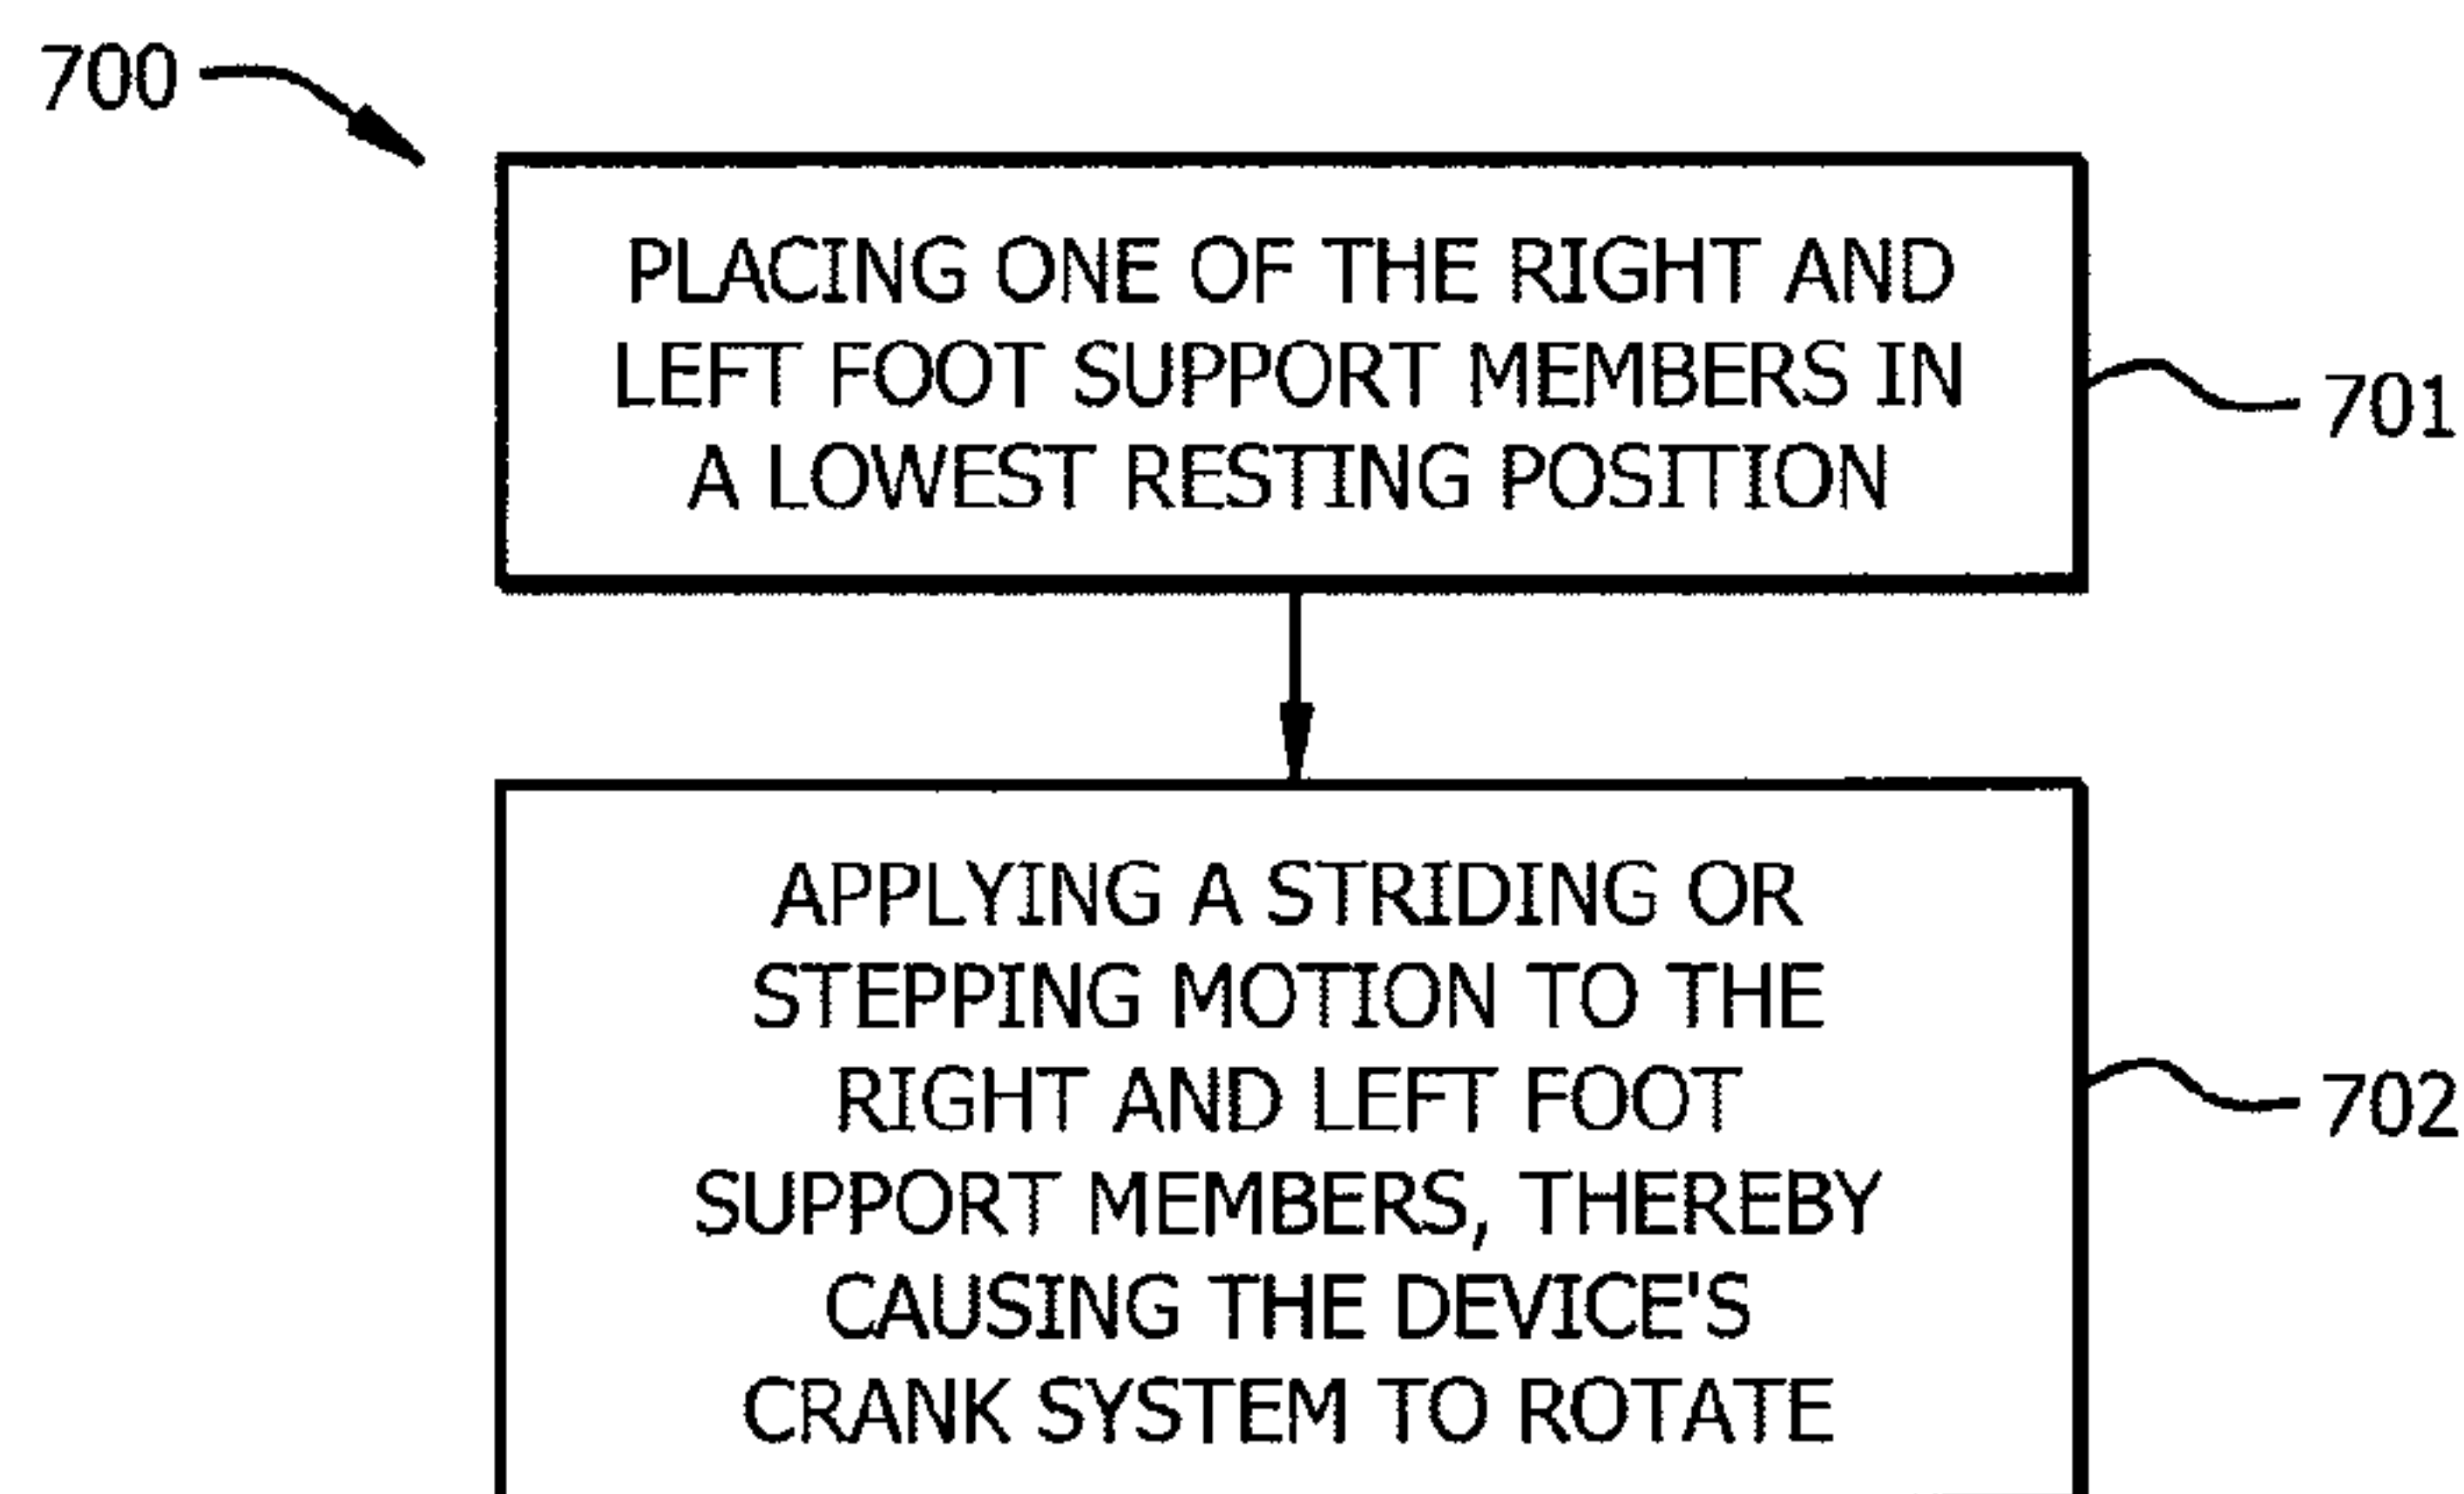 700
PLACING ONE OF THE RIGHT AND
LEFT FOOT SUPPORT MEMBERS IN
A LOWEST RESTING POSITION
701
APPLYING A STRIDING OR
STEPPING MOTION TO THE
RIGHT AND LEFT FOOT
SUPPORT MEMBERS, THEREBY
CAUSING THE DEVICE'S
CRANK SYSTEM TO ROTATE
702